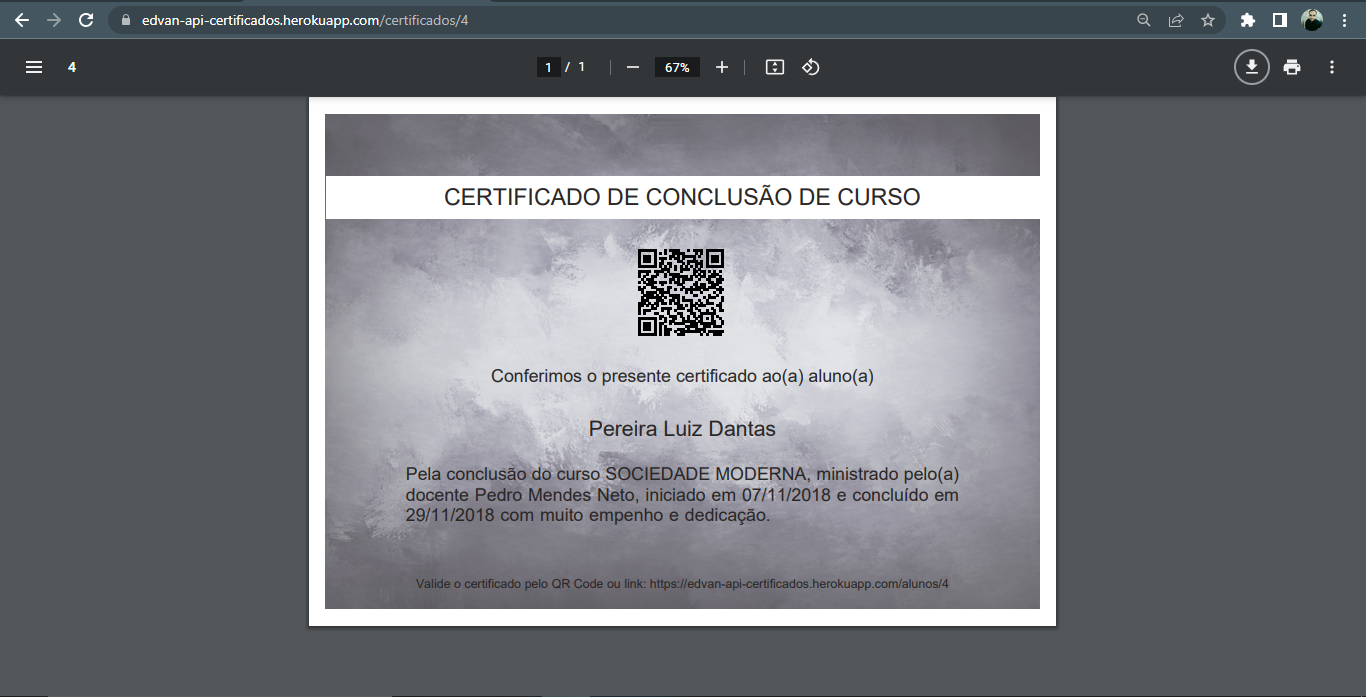 edvan-api-certificados.herokuapp.com/certificados/4
4
1 / 1
67%
CERTIFICADO DE CONCLUSÃO DE CURSO
Conferimos o presente certificado ao(a) aluno(a)
Pereira Luiz Dantas
Pela conclusão do curso SOCIEDADE MODERNA, ministrado pelo(a)
docente Pedro Mendes Neto, iniciado em 07/11/2018 e concluído em
29/11/2018 com muito empenho e dedicação.
Valide o certificado pelo QR Code ou link: https://edvan-api-certificados.herokuapp.com/alunos/4